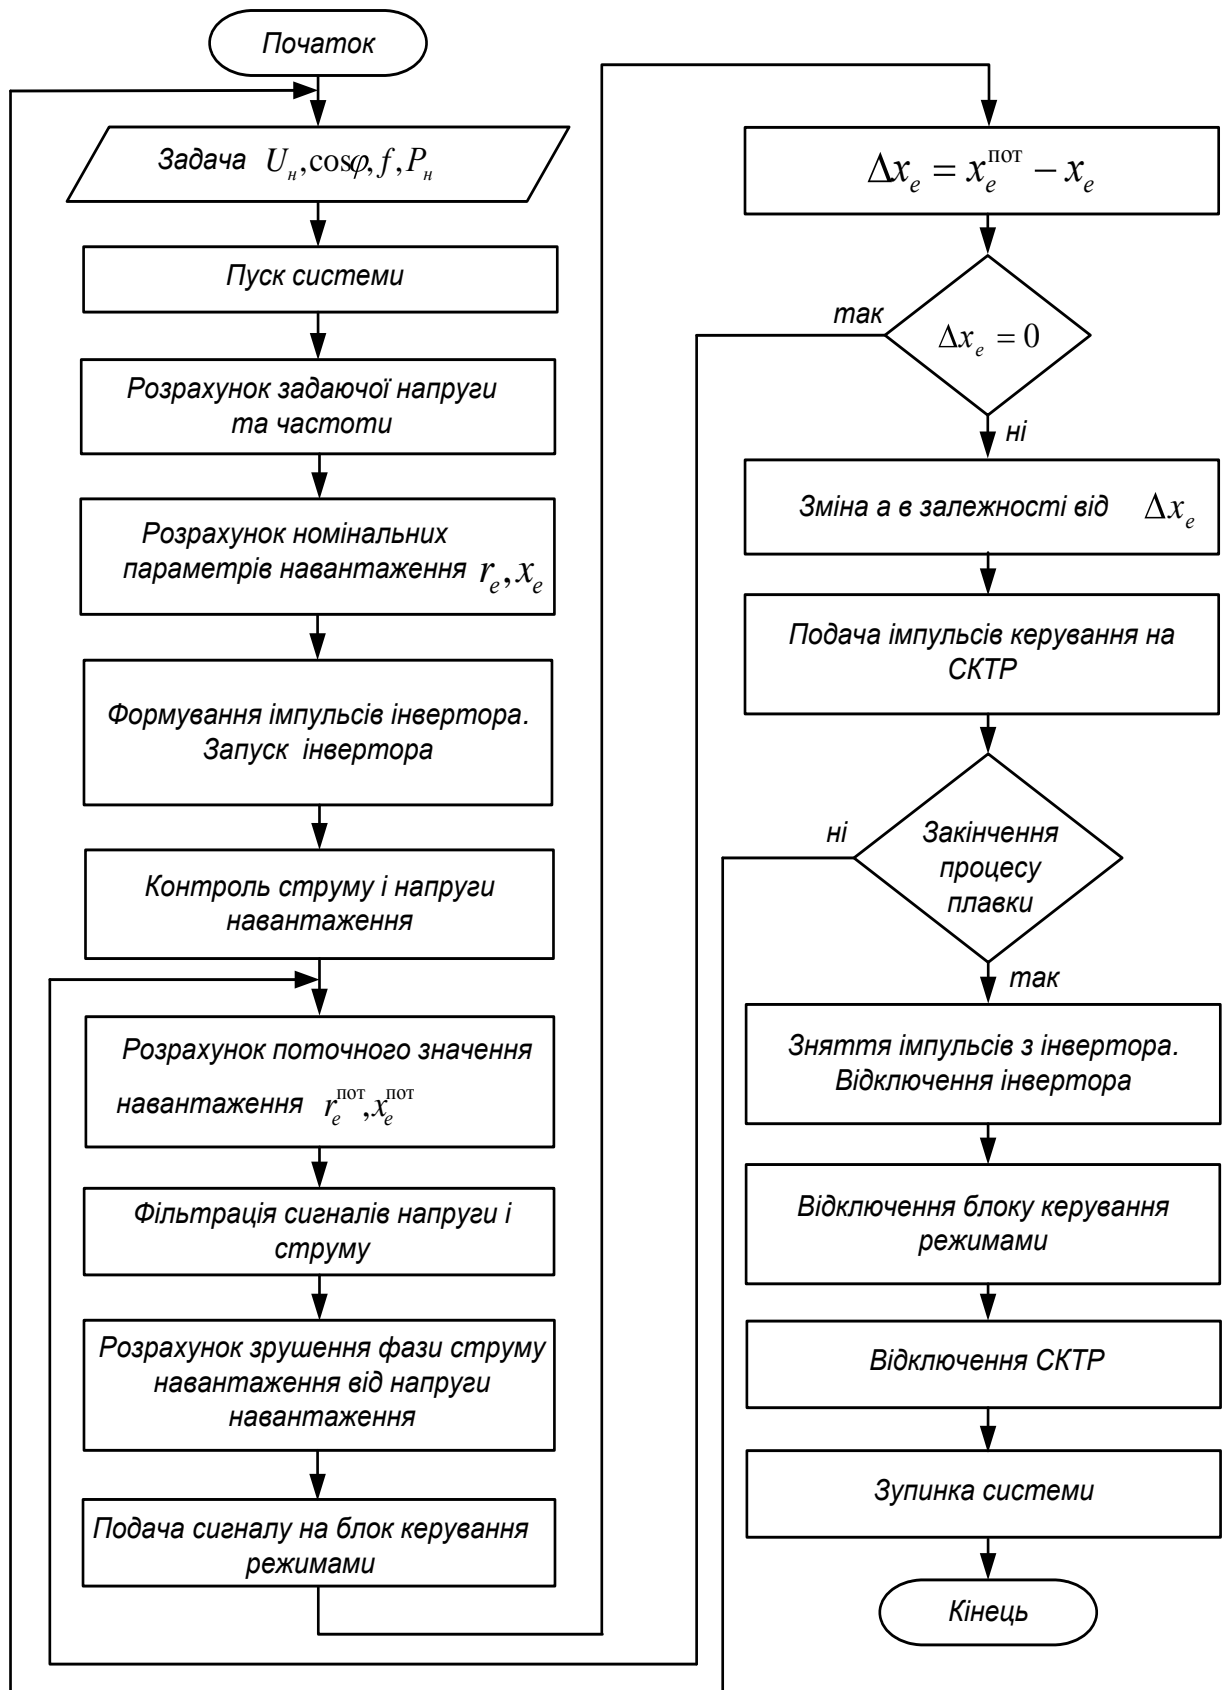 Початок
Задача U_н, cosφ, f, P_н
Пуск системи
Розрахунок задаючої напруги
та частоти
Розрахунок номінальних
параметрів навантаження r_e, x_e
Формування імпульсів інвертора.
Запуск інвертора
Контроль струму і напруги
навантаження
Розрахунок поточного значення
навантаження r_e^пот, x_e^пот
Фільтрація сигналів напруги і
струму
Розрахунок зрушення фази струму
навантаження від напруги
навантаження
Подача сигналу на блок керування
режимами
Δx_e = x_e^пот − x_e
так
Δx_e = 0
ні
Зміна а в залежності від Δx_e
Подача імпульсів керування на
СКТР
ні
Закінчення
процесу
плавки
так
Зняття імпульсів з інвертора.
Відключення інвертора
Відключення блоку керування
режимами
Відключення СКТР
Зупинка системи
Кінець